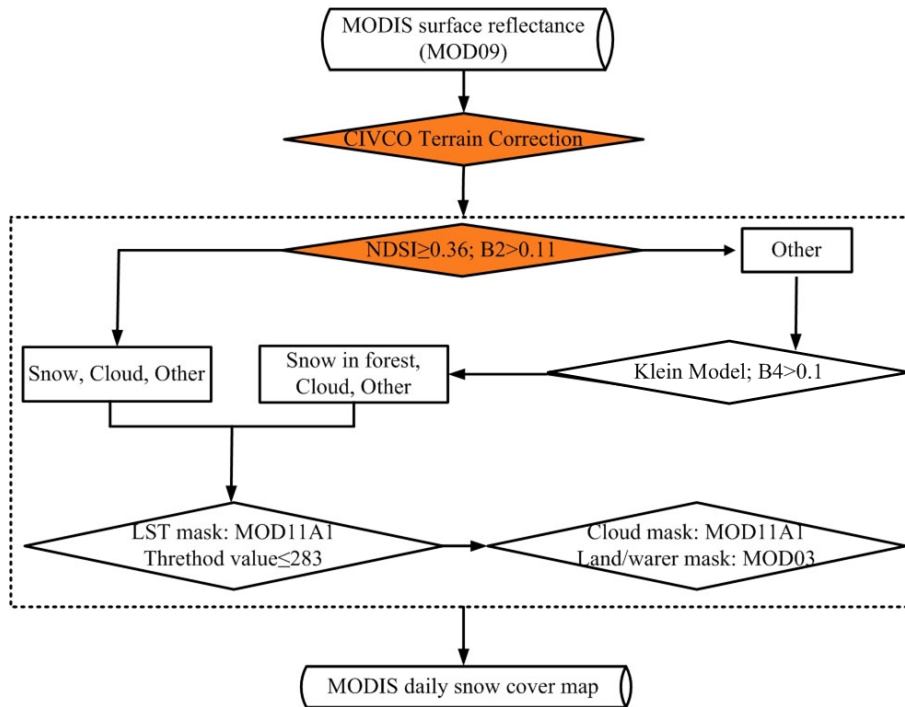 MODIS surface reflectance
(MOD09)
CIVCO Terrain Correction
NDSI≥0.36; B2>0.11
Other
Snow, Cloud, Other
Snow in forest,
Cloud, Other
Klein Model; B4>0.1
LST mask: MOD11A1
Threthod value≤283
Cloud mask: MOD11A1
Land/warer mask: MOD03
MODIS daily snow cover map